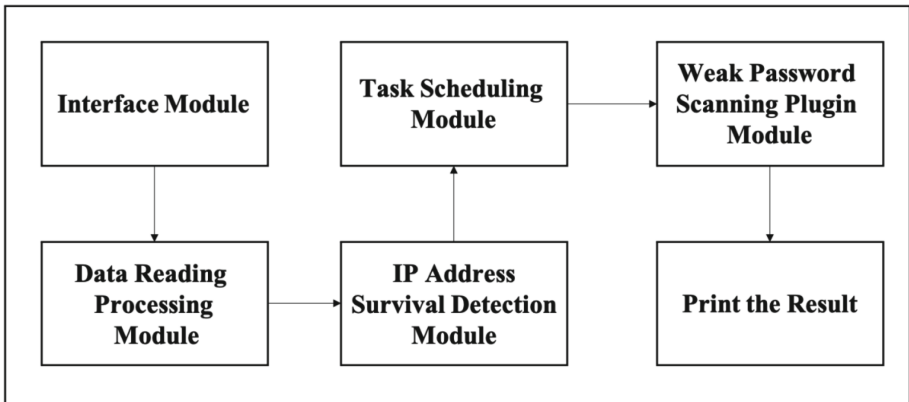 Interface Module
Task Scheduling
Module
Weak Password
Scanning Plugin
Module
Data Reading
Processing
Module
IP Address
Survival Detection
Module
Print the Result